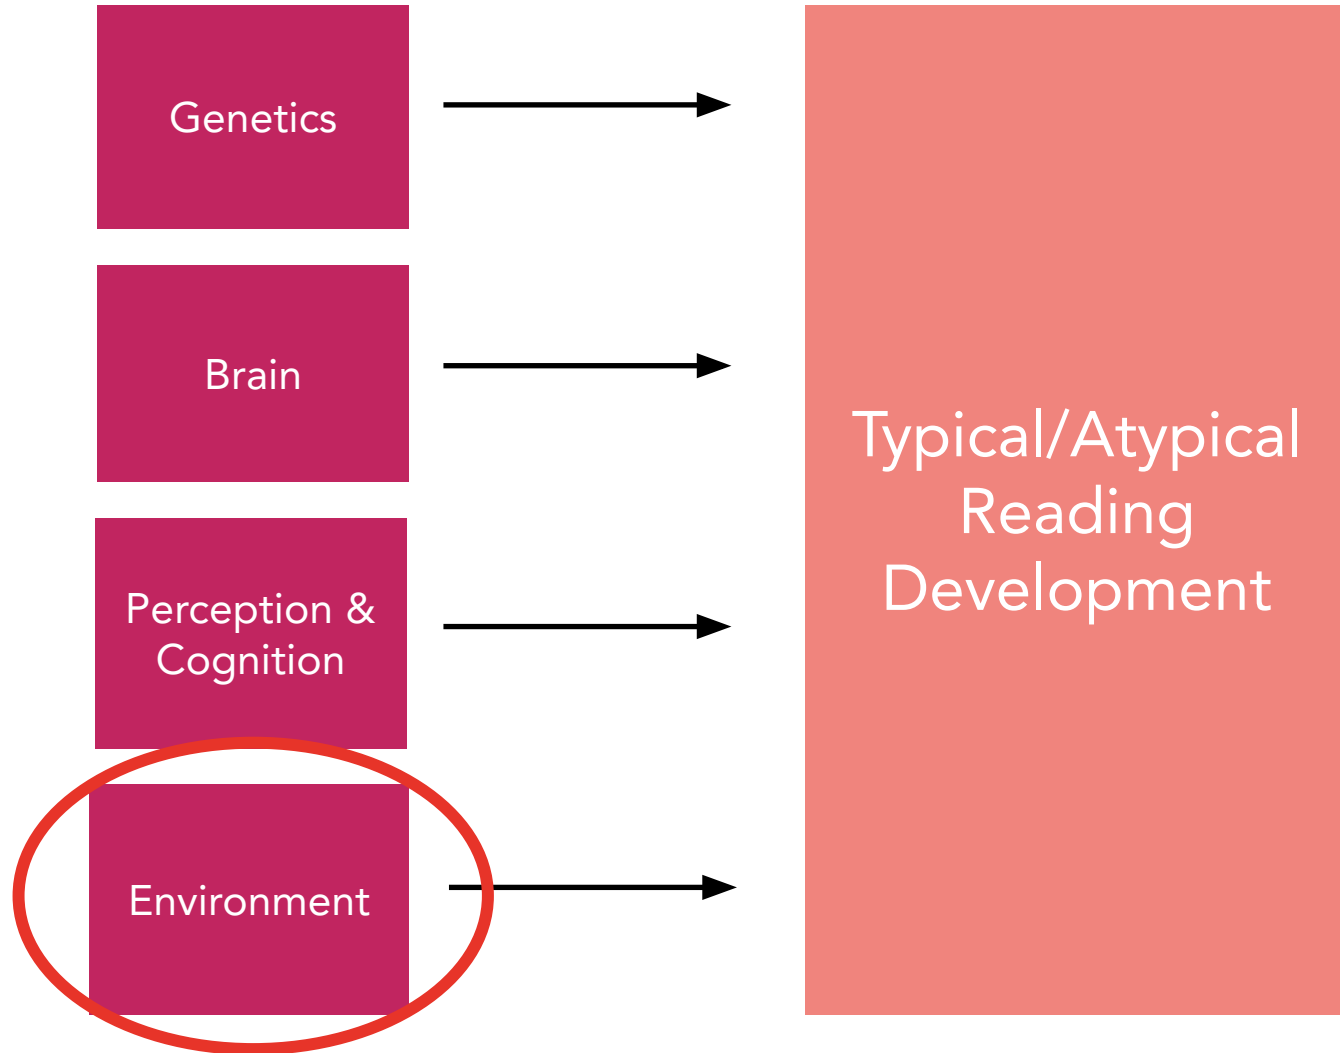 Genetics
Brain
Perception &
Cognition
Environment
Typical/Atypical
Reading
Development